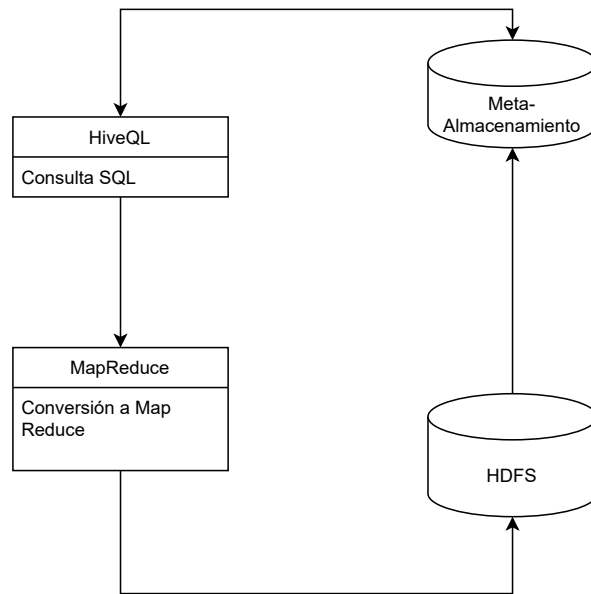 HiveQL
Consulta SQL
Meta-
Almacenamiento
MapReduce
Conversión a Map
Reduce
HDFS